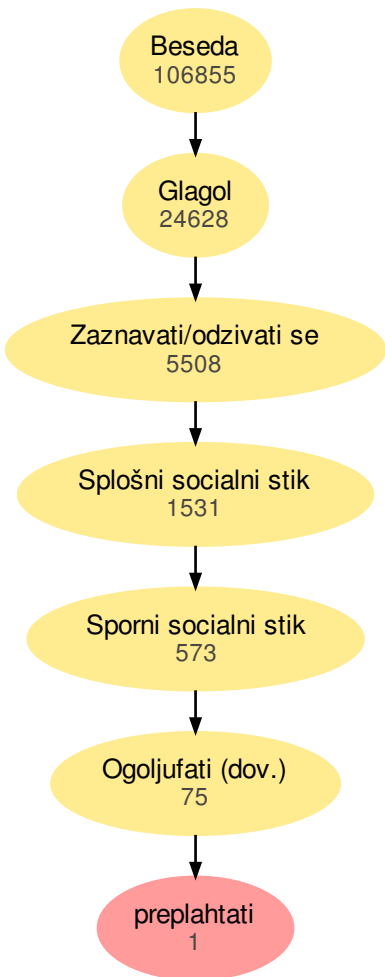 Beseda
106855
Glagol
24628
Zaznavati/odzivati se
5508
Splošni socialni stik
1531
Sporni socialni stik
573
Ogoljufati (dov.)
75
preplahtati
1